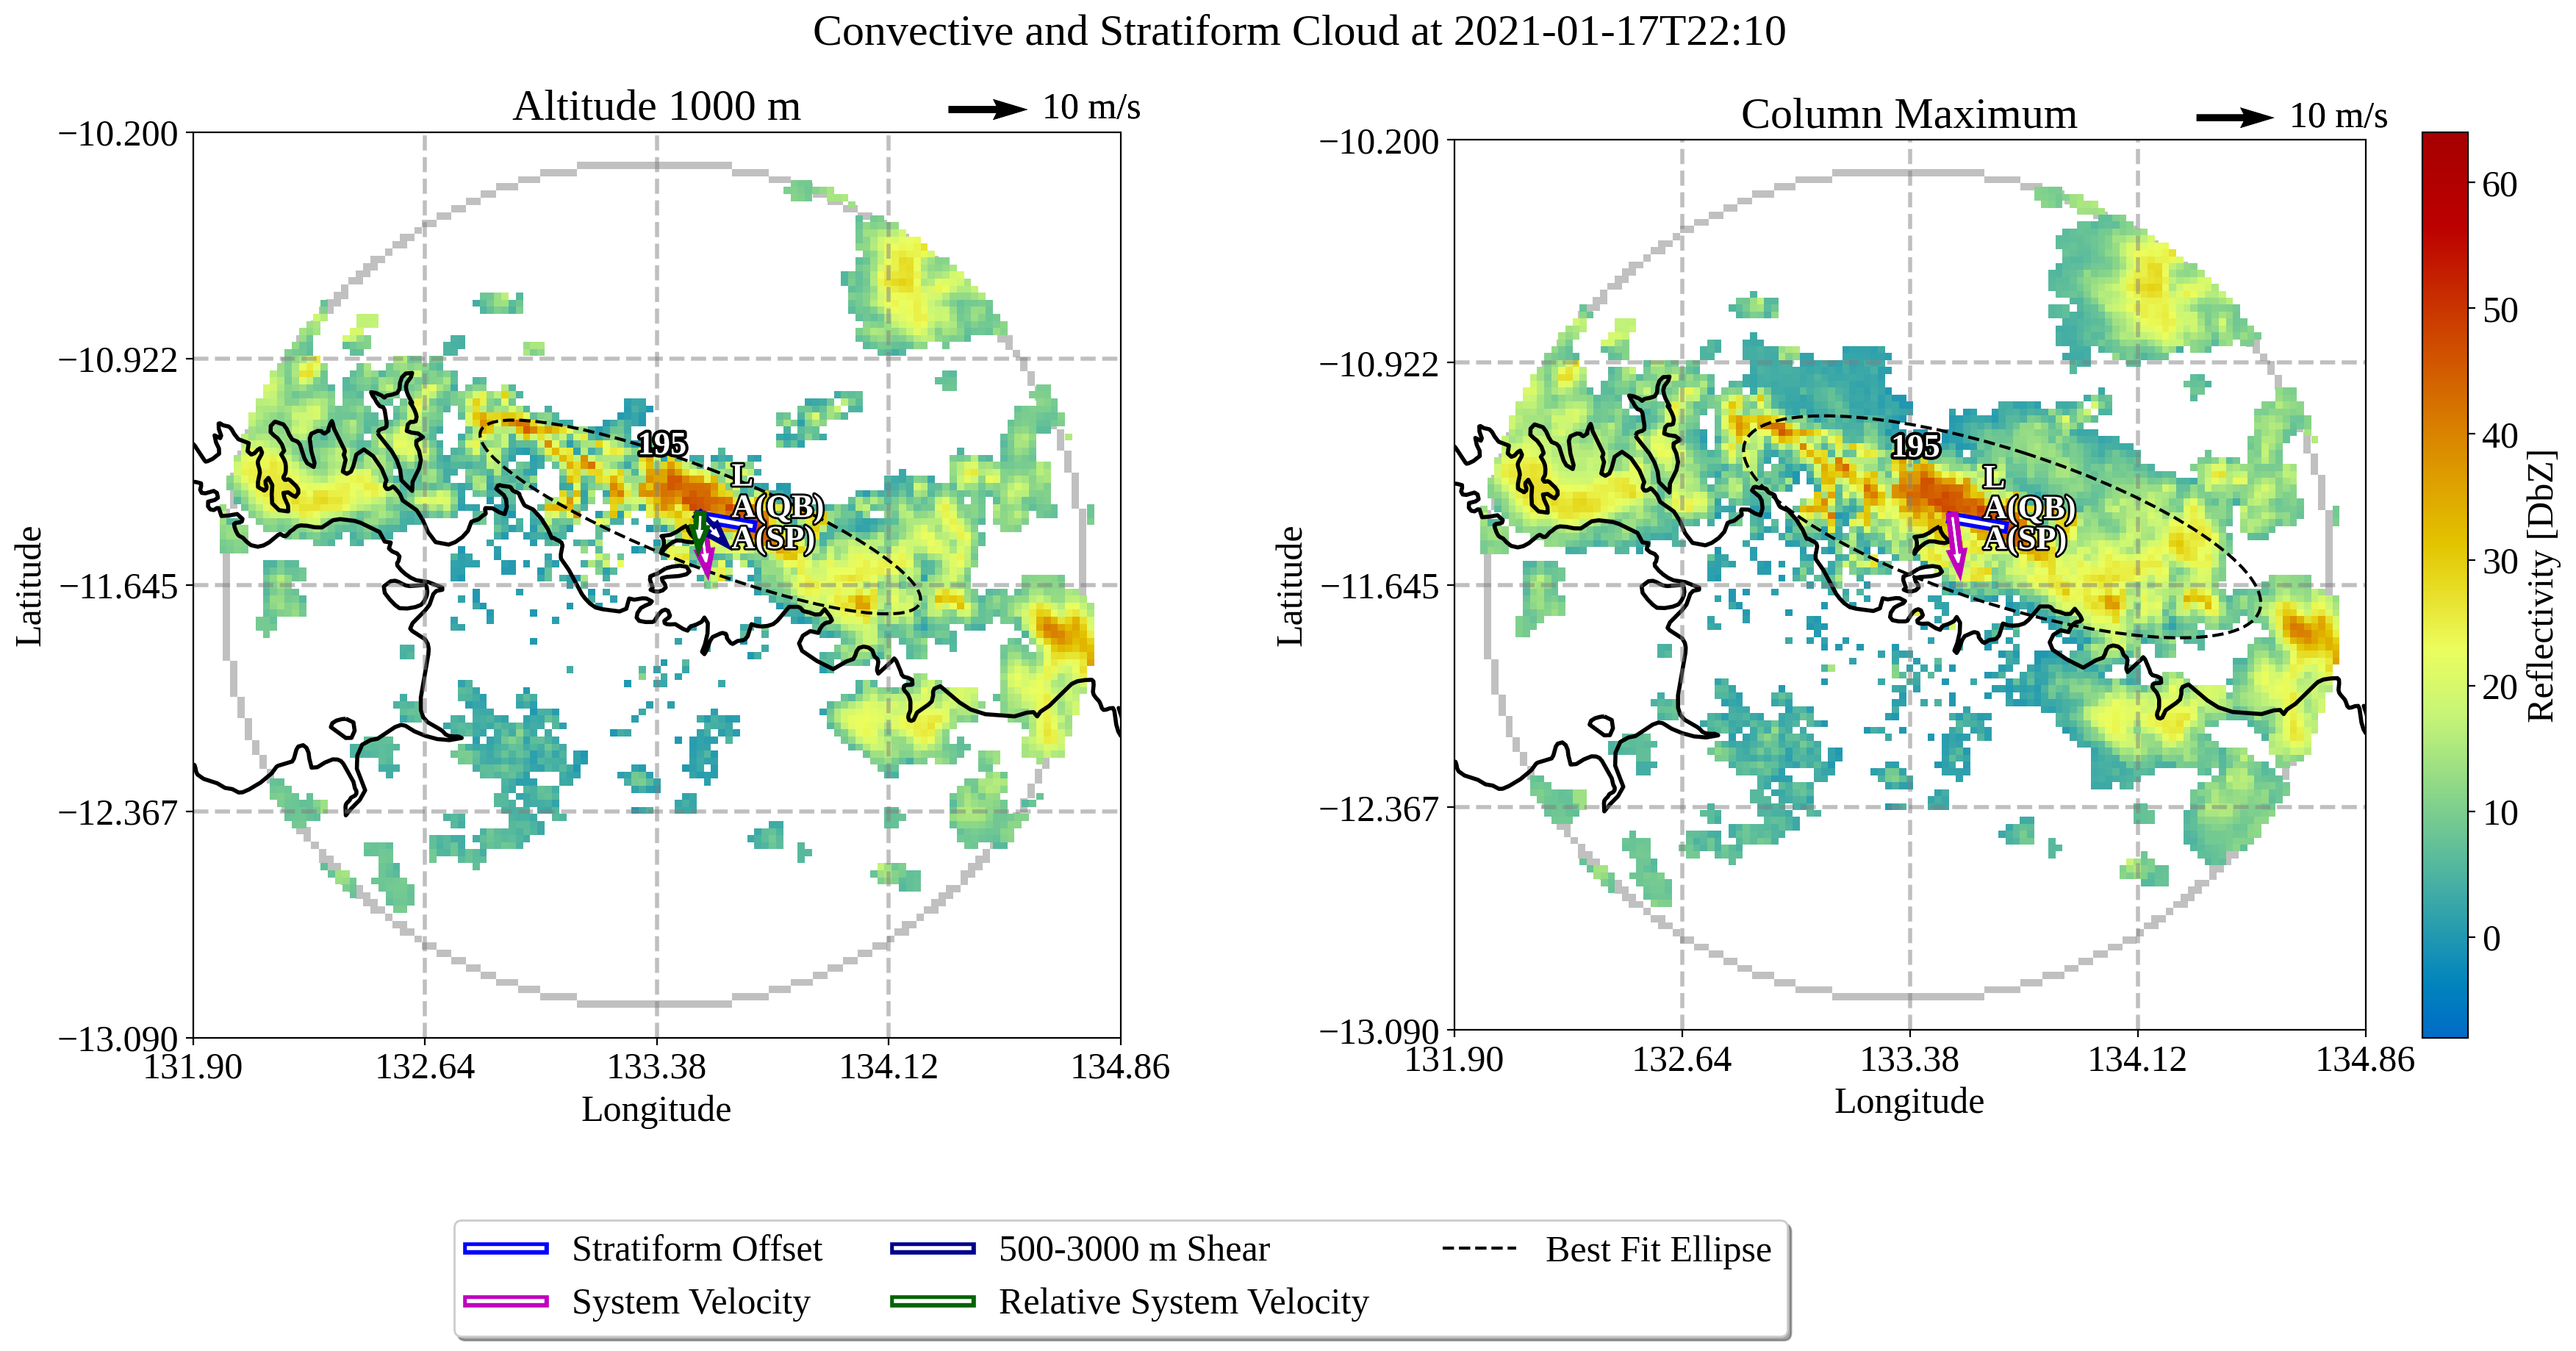 Convective and Stratiform Cloud at 2021-01-17T22:10
Altitude 1000 m
10 m/s
−10.200
−10.922
−11.645
−12.367
−13.090
Latitude
131.90
132.64
133.38
134.12
134.86
Longitude
195
L
A(QB)
A(SP)
Column Maximum
10 m/s
−10.200
−10.922
−11.645
−12.367
−13.090
Latitude
131.90
132.64
133.38
134.12
134.86
Longitude
195
L
A(QB)
A(SP)
60
50
40
30
20
10
0
Reflectivity [DbZ]
Stratiform Offset
System Velocity
500-3000 m Shear
Relative System Velocity
Best Fit Ellipse